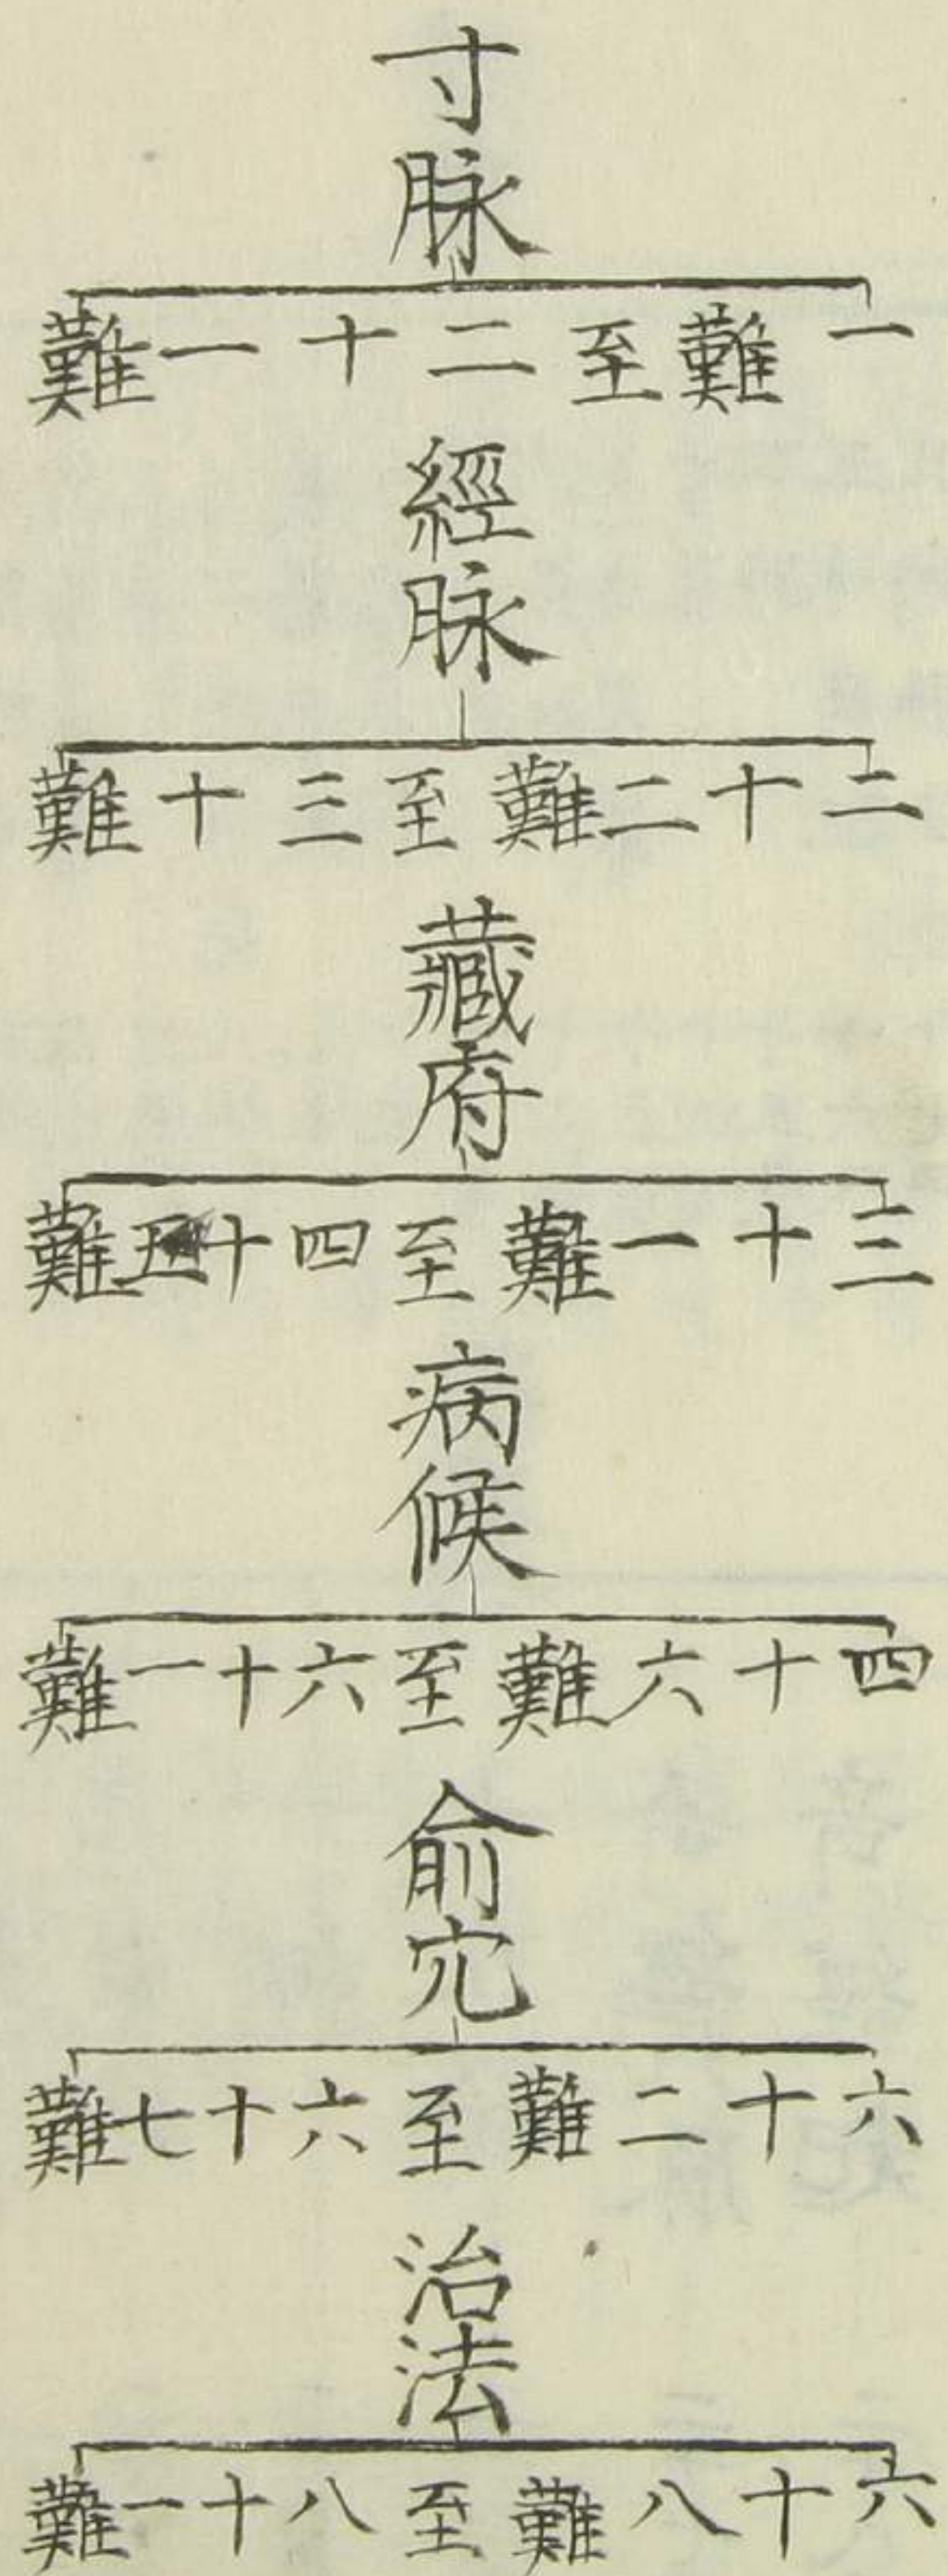 寸脉
一難至二十一難
經脉
二十二難至三十難
藏府
三十一難至四十五難
病候
四十六難至六十一難
俞穴
六十二難至六十七難
治法
六十八難至八十一難